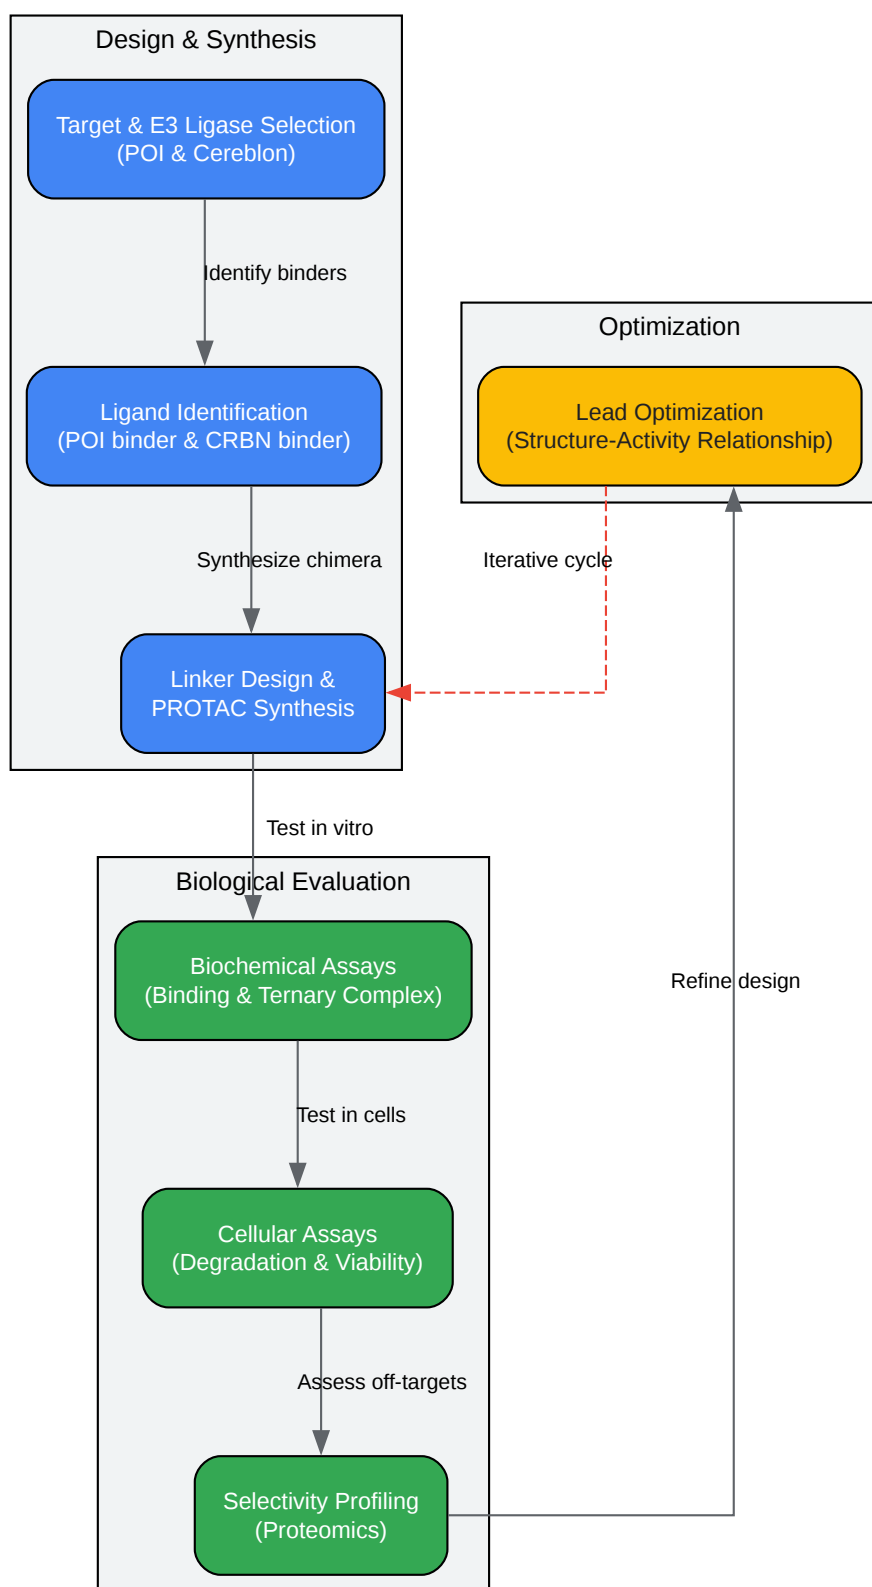 Design & Synthesis
Target & E3 Ligase Selection
(POI & Cereblon)
Identify binders
Ligand Identification
(POI binder & CRBN binder)
Synthesize chimera
Linker Design &
PROTAC Synthesis
Optimization
Lead Optimization
(Structure-Activity Relationship)
Iterative cycle
Test in vitro
Biological Evaluation
Biochemical Assays
(Binding & Ternary Complex)
Test in cells
Cellular Assays
(Degradation & Viability)
Assess off-targets
Selectivity Profiling
(Proteomics)
Refine design